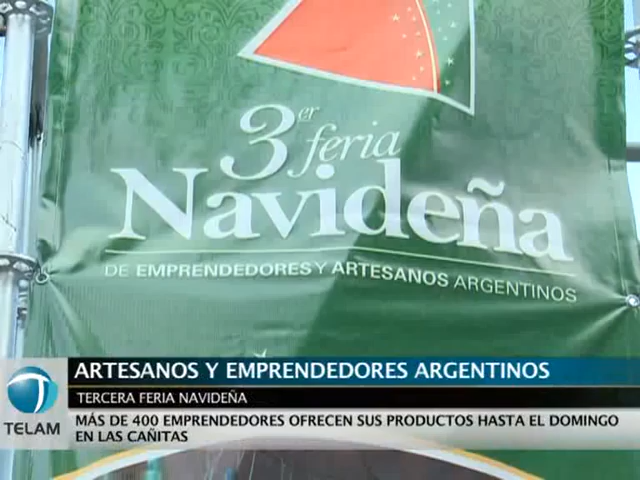 3er feria
Navideña
DE EMPRENDEDORES Y ARTESANOS ARGENTINOS
ARTESANOS Y EMPRENDEDORES ARGENTINOS
TERCERA FERIA NAVIDEÑA
TELAM
MÁS DE 400 EMPRENDEDORES OFRECEN SUS PRODUCTOS HASTA EL DOMINGO
EN LAS CAÑITAS